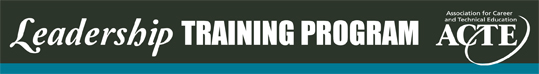 Leadership TRAINING PROGRAM
Association for Career
and Technical Education
ACTE